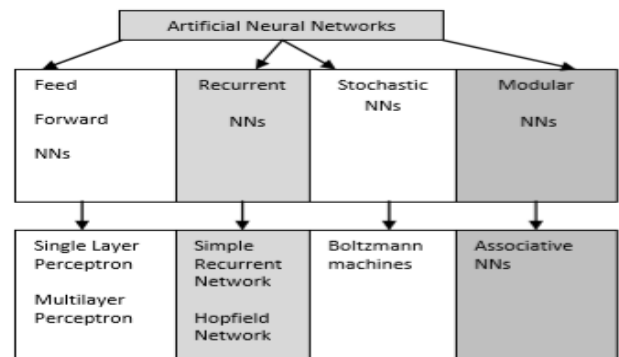 Artificial Neural Networks
Feed
Forward
NNs
Recurrent
NNs
Stochastic
NNs
Modular
NNs
Single Layer
Perceptron
Multilayer
Perceptron
Simple
Recurrent
Network
Hopfield
Network
Boltzmann
machines
Associative
NNs